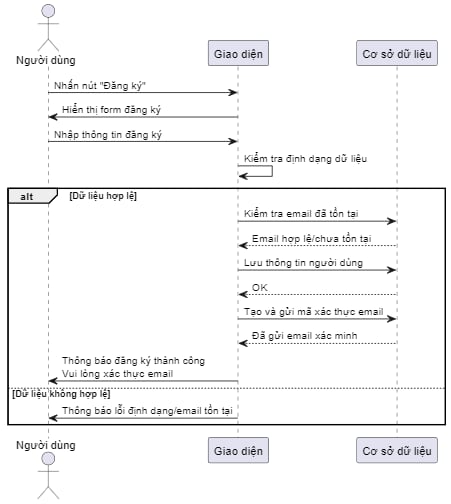 Người dùng
Giao diện
Cơ sở dữ liệu
Nhấn nút "Đăng ký"
Hiển thị form đăng ký
Nhập thông tin đăng ký
Kiểm tra định dạng dữ liệu
alt
[Dữ liệu hợp lệ]
Kiểm tra email đã tồn tại
Email hợp lệ/chưa tồn tại
Lưu thông tin người dùng
OK
Tạo và gửi mã xác thực email
Đã gửi email xác minh
Thông báo đăng ký thành công
Vui lòng xác thực email
[Dữ liệu không hợp lệ]
Thông báo lỗi định dạng/email tồn tại
Người dùng
Giao diện
Cơ sở dữ liệu